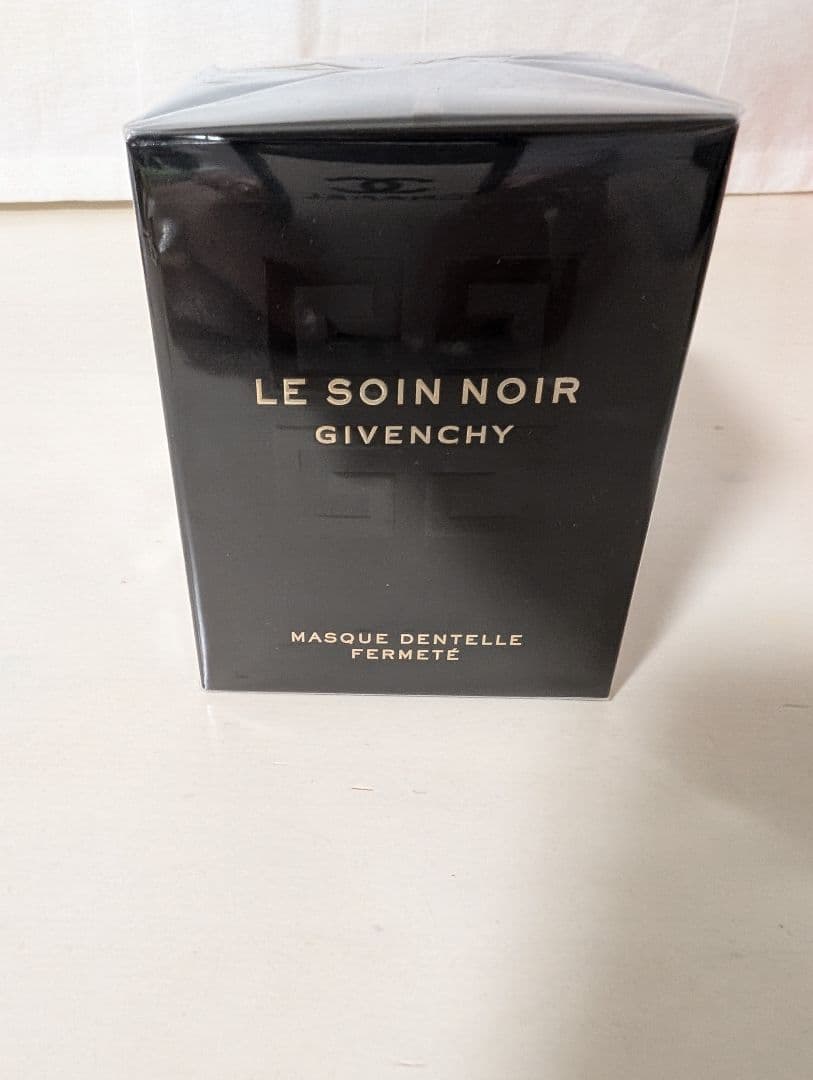 LE SOIN NOIR
GIVENCHY
MASQUE DENTELLE
FERMETÉ